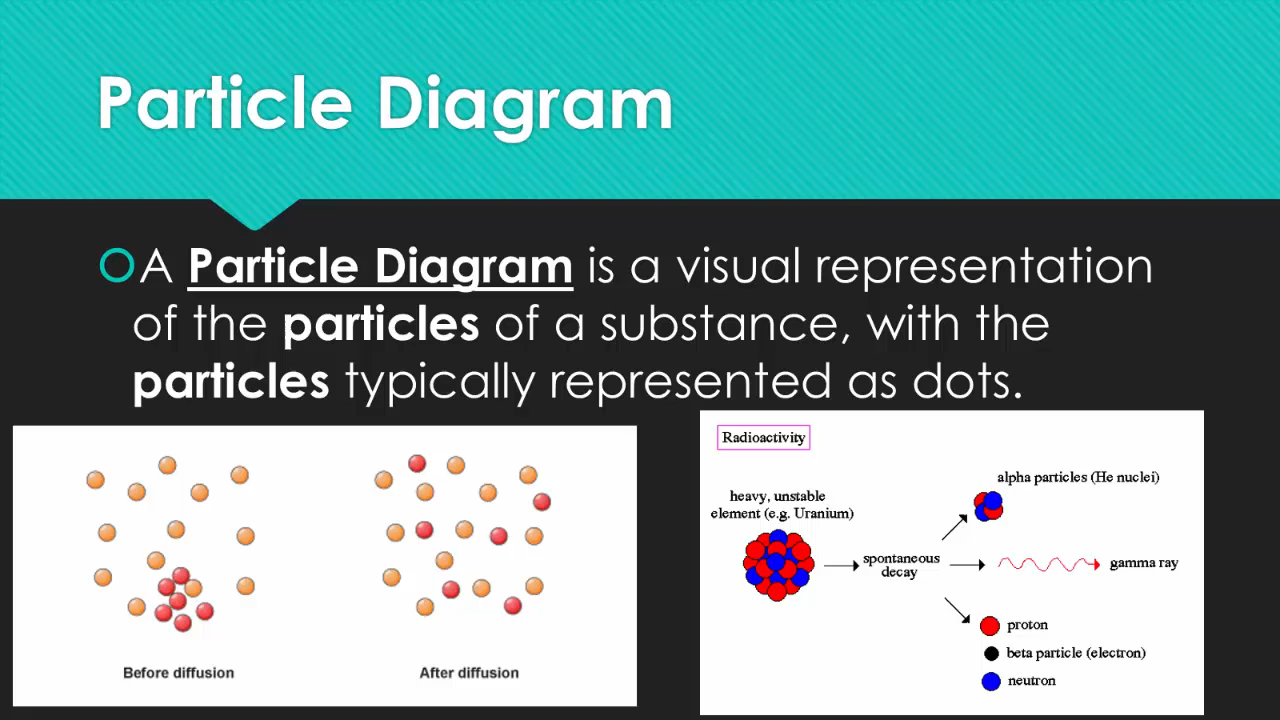 Particle Diagram
A Particle Diagram is a visual representation
of the particles of a substance, with the
particles typically represented as dots.
Before diffusion
After diffusion
Radioactivity
heavy, unstable
element (e.g. Uranium)
spontaneous
decay
alpha particles (He nuclei)
gamma ray
proton
beta particle (electron)
neutron